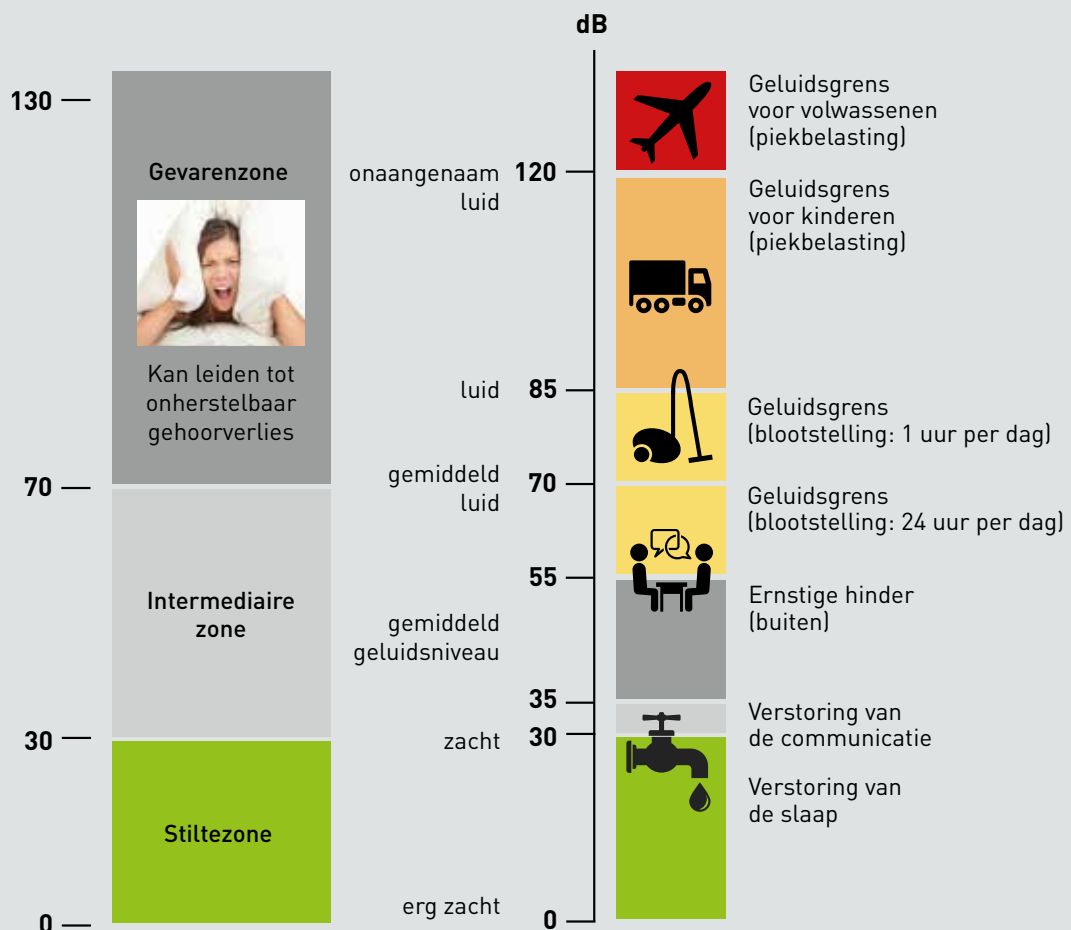 dB
130
Gevarenzone
Kan leiden tot
onherstelbaar
gehoorverlies
70
Intermediaire
zone
30
Stiltezone
0
onaangenaam
luid
luid
gemiddeld
luid
gemiddeld
geluidsniveau
zacht
erg zacht
120
85
70
55
35
30
0
Geluidsgrens
voor volwassenen
(piekbelasting)
Geluidsgrens
voor kinderen
(piekbelasting)
Geluidsgrens
(blootstelling: 1 uur per dag)
Geluidsgrens
(blootstelling: 24 uur per dag)
Ernstige hinder
(buiten)
Verstoring van
de communicatie
Verstoring van
de slaap